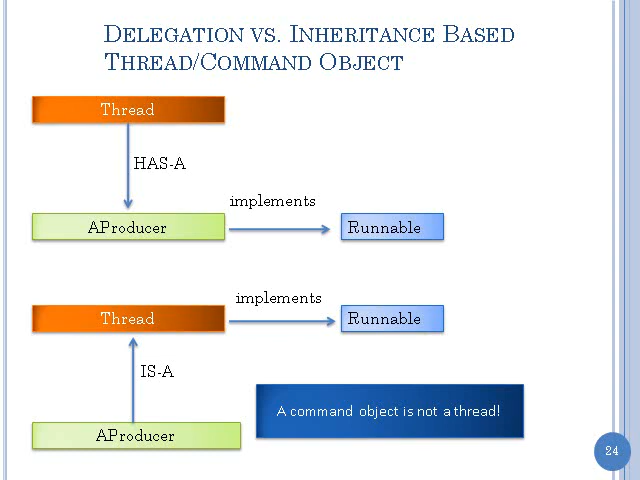 DELEGATION VS. INHERITANCE BASED
THREAD/COMMAND OBJECT
Thread
HAS-A
implements
AProducer
Runnable
implements
Thread
Runnable
IS-A
A command object is not a thread!
AProducer
24